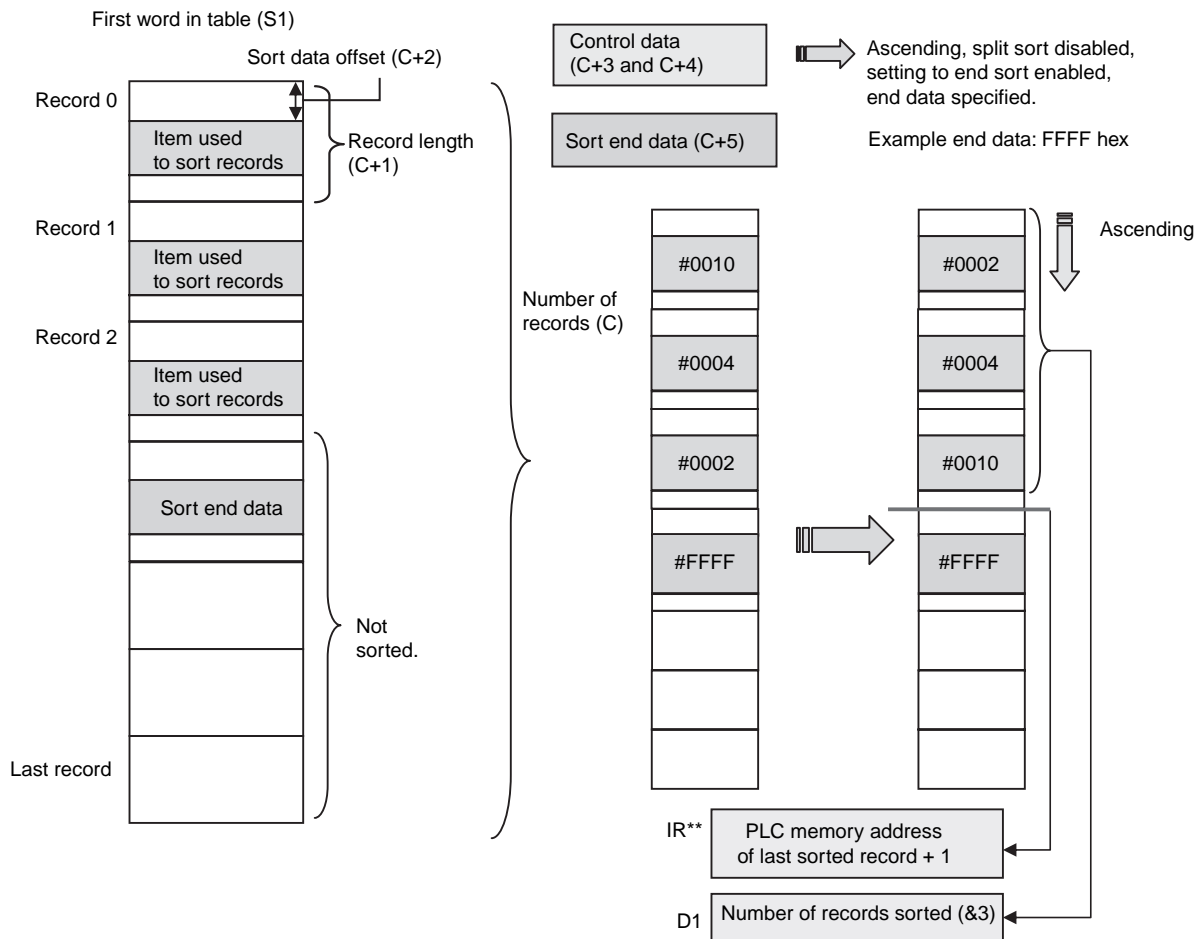 First word in table (S1)
Sort data offset (C+2)
Record 0
Item used
to sort records
Record length
(C+1)
Record 1
Item used
to sort records
Record 2
Item used
to sort records
Sort end data
Not
sorted.
Last record
Number of
records (C)
Control data
(C+3 and C+4)
Ascending, split sort disabled,
setting to end sort enabled,
end data specified.
Sort end data (C+5)
Example end data: FFFF hex
#0010
#0004
#0002
#FFFF
#0002
#0004
#0010
#FFFF
Ascending
IR**
PLC memory address
of last sorted record + 1
D1
Number of records sorted (&3)